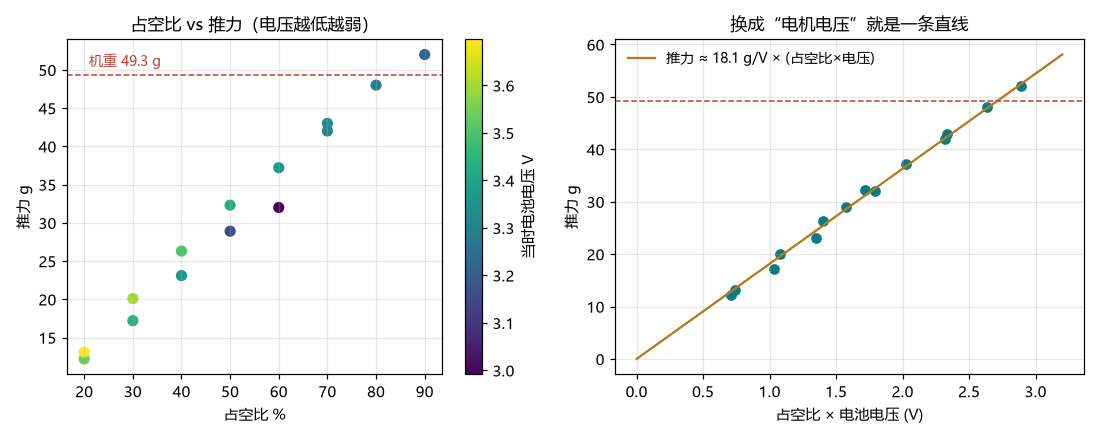 占空比 vs 推力（电压越低越弱）
机重 49.3 g
推力 g
50
45
40
35
30
25
20
15
20 30 40 50 60 70 80 90
占空比 %
3.6
3.5
3.4
3.3
3.2
3.1
3.0
当时电池电压 V
换成“电机电压”就是一条直线
推力 ≈ 18.1 g/V × (占空比×电压)
推力 g
60
50
40
30
20
10
0
0.0 0.5 1.0 1.5 2.0 2.5 3.0
占空比 × 电池电压 (V)